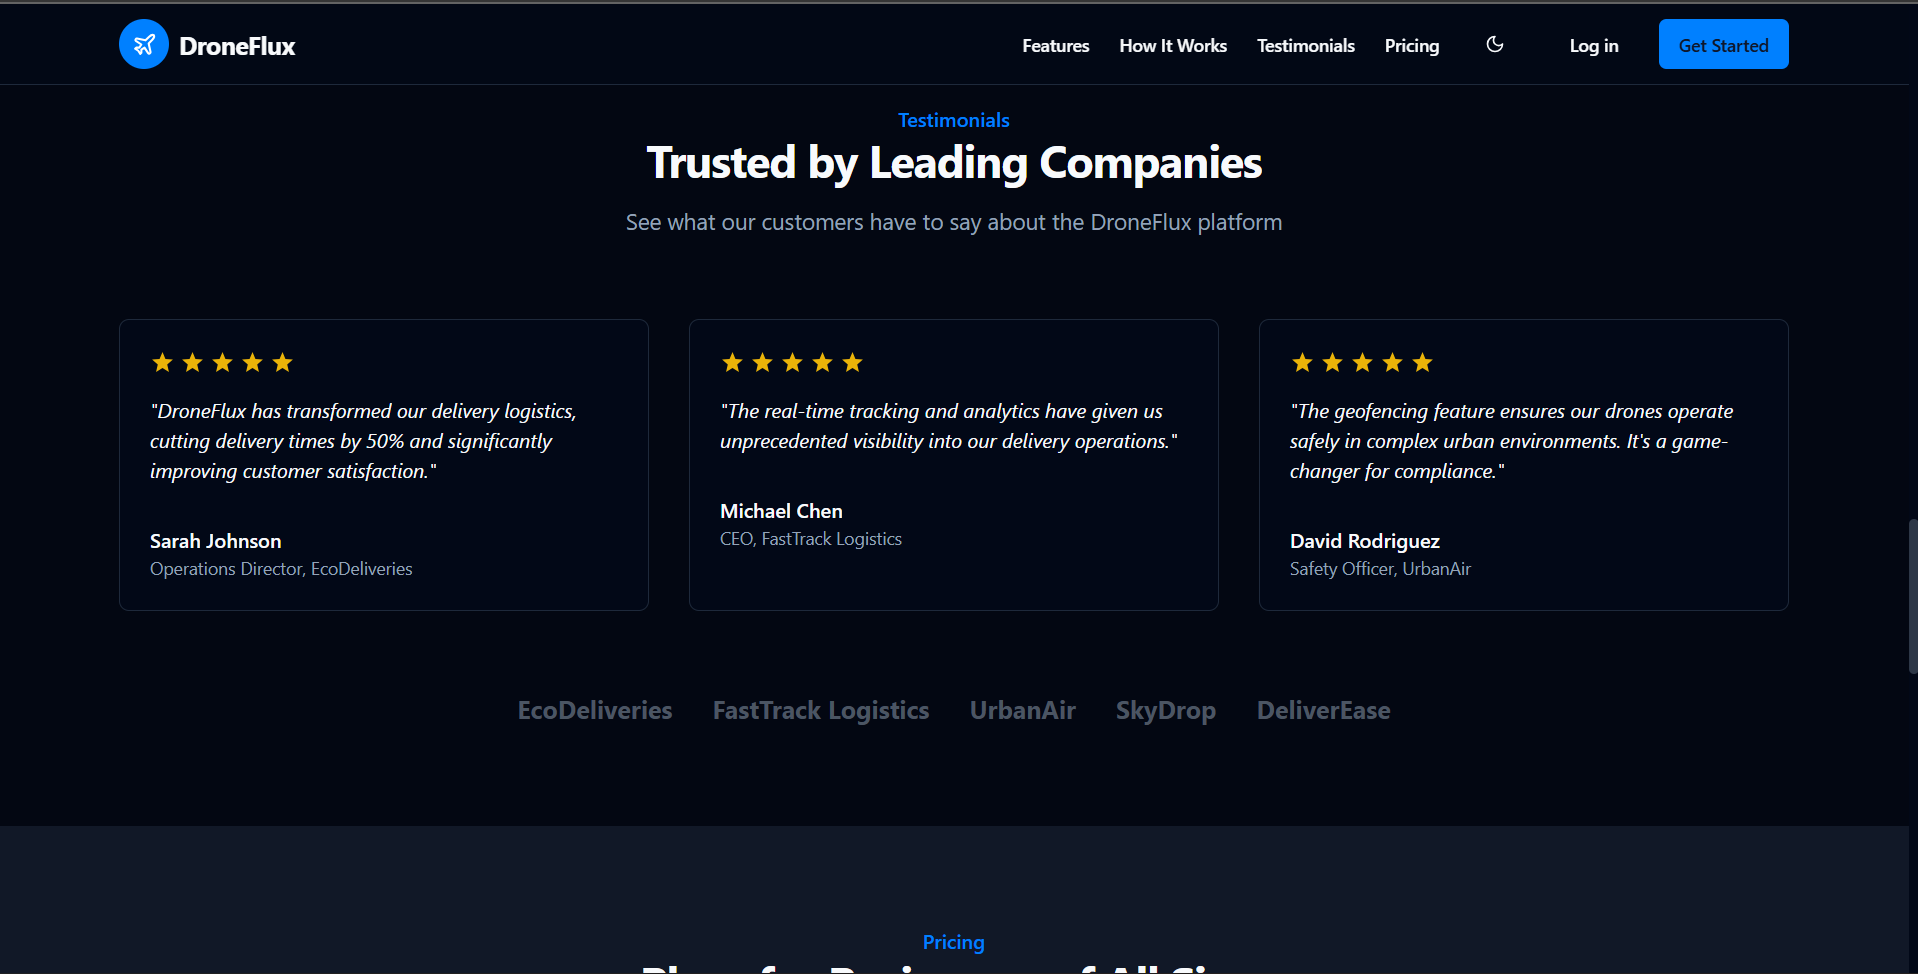 DroneFlux
Features
How It Works
Testimonials
Pricing
Log in
Get Started
Testimonials
Trusted by Leading Companies
See what our customers have to say about the DroneFlux platform
"DroneFlux has transformed our delivery logistics,
cutting delivery times by 50% and significantly
improving customer satisfaction."
Sarah Johnson
Operations Director, EcoDeliveries
"The real-time tracking and analytics have given us
unprecedented visibility into our delivery operations."
Michael Chen
CEO, FastTrack Logistics
"The geofencing feature ensures our drones operate
safely in complex urban environments. It's a game-
changer for compliance."
David Rodriguez
Safety Officer, UrbanAir
EcoDeliveries
FastTrack Logistics
UrbanAir
SkyDrop
DeliverEase
Pricing